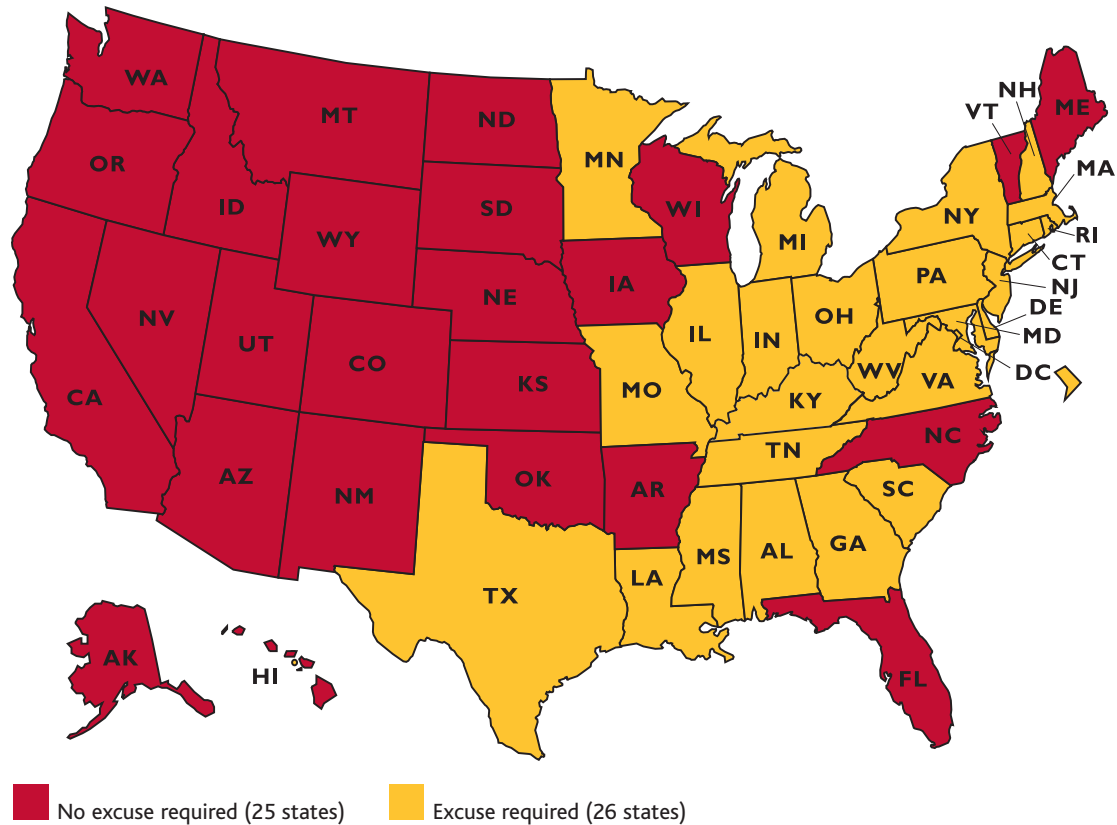 WA
MT
ND
MN
OR
ID
WY
SD
WI
MI
NY
VT
NH
ME
MA
RI
CT
NJ
DE
MD
DC
PA
NV
UT
CO
NE
IA
IL
IN
OH
CA
KS
MO
KY
WV
VA
AZ
NM
OK
AR
TN
NC
SC
TX
LA
MS
AL
GA
FL
AK
HI
No excuse required (25 states)
Excuse required (26 states)